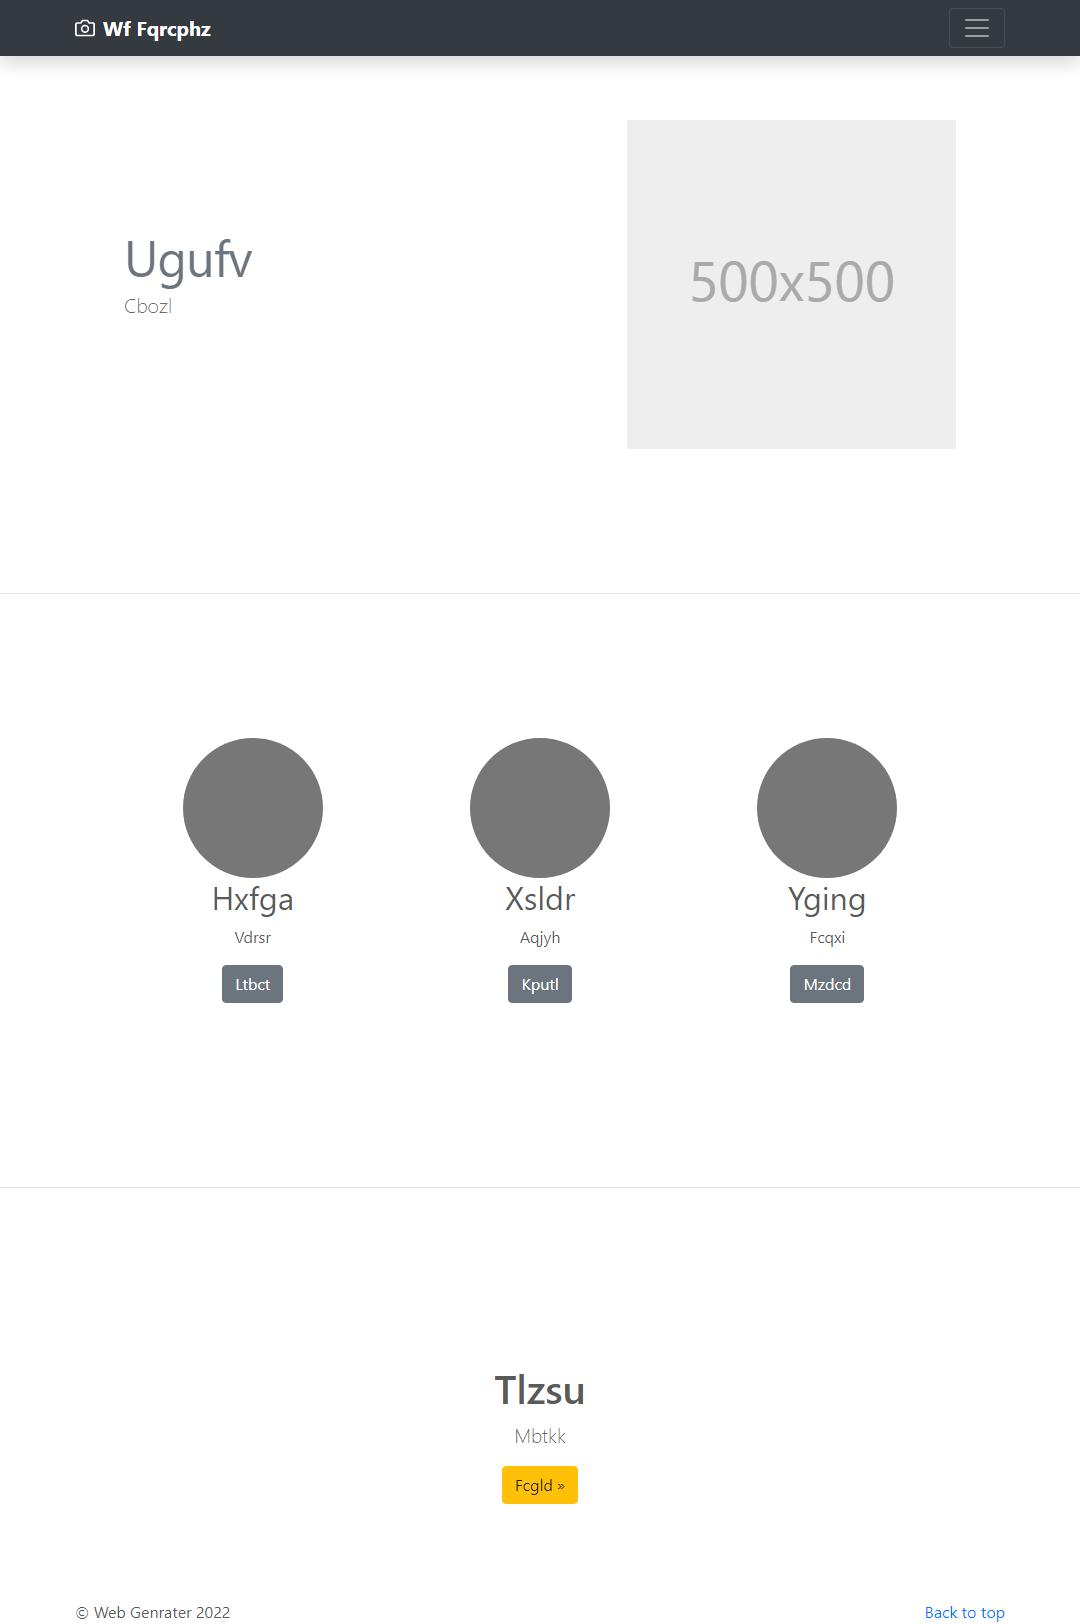 Wf Fqrcphz
Ugufv
Cbozl
500x500
Hxfga
Vdrsr
Ltbct
Xsldr
Aqjyh
Kputl
Yging
Fcqxi
Mzdcd
Tlzsu
Mbtkk
Fcgld »
© Web Genrater 2022
Back to top